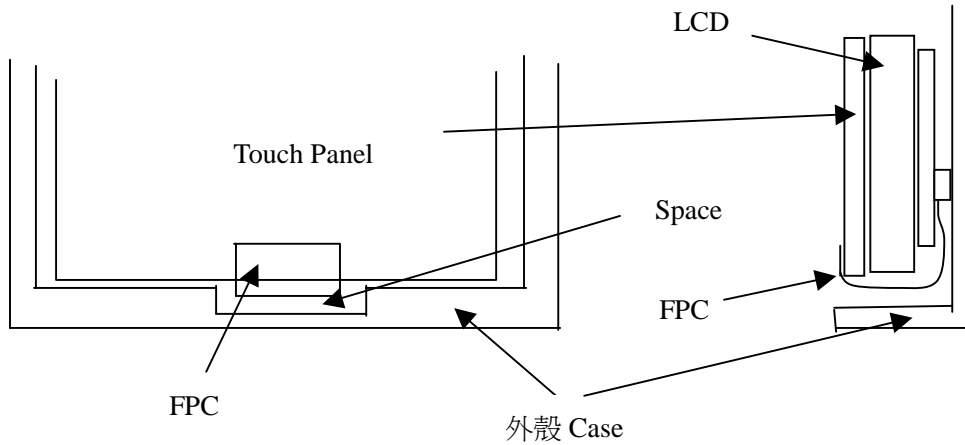 LCD
Touch Panel
Space
FPC
FPC
外殼 Case